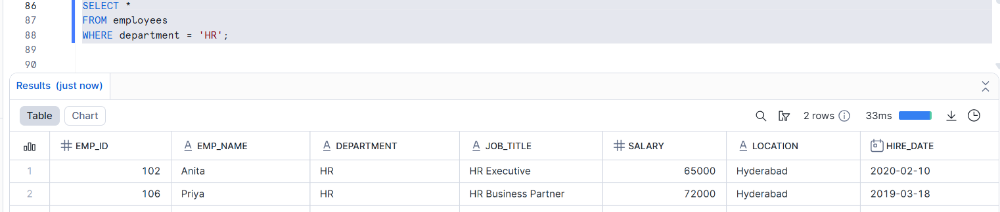 86 SELECT *
87 FROM employees
88 WHERE department = 'HR';
89
90
Results (just now)
Table Chart 2 rows 33ms
EMP_ID EMP_NAME DEPARTMENT JOB_TITLE SALARY LOCATION HIRE_DATE
1 102 Anita HR HR Executive 65000 Hyderabad 2020-02-10
2 106 Priya HR HR Business Partner 72000 Hyderabad 2019-03-18